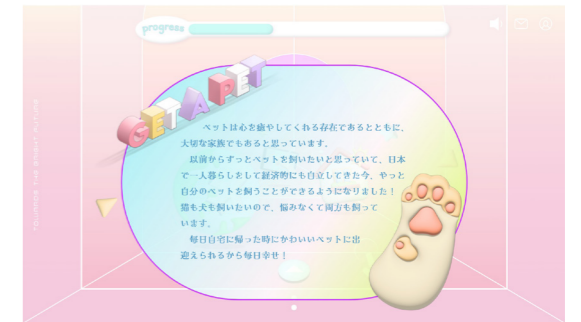 progress
GET A PET
ペットは心を癒やしてくれる存在であるとともに、
大切な家族でもあると思っています。
以前からずっとペットを飼いたいと思っていて、日本
で一人暮らしをして経済的にも自立してきた今、やっと
自分のペットを飼うことができるようになりました！
猫も犬も飼いたいので、悩みなくて両方も飼って
います。
毎日自宅に帰った時にかわいいペットに出
迎えられるから毎日幸せ！